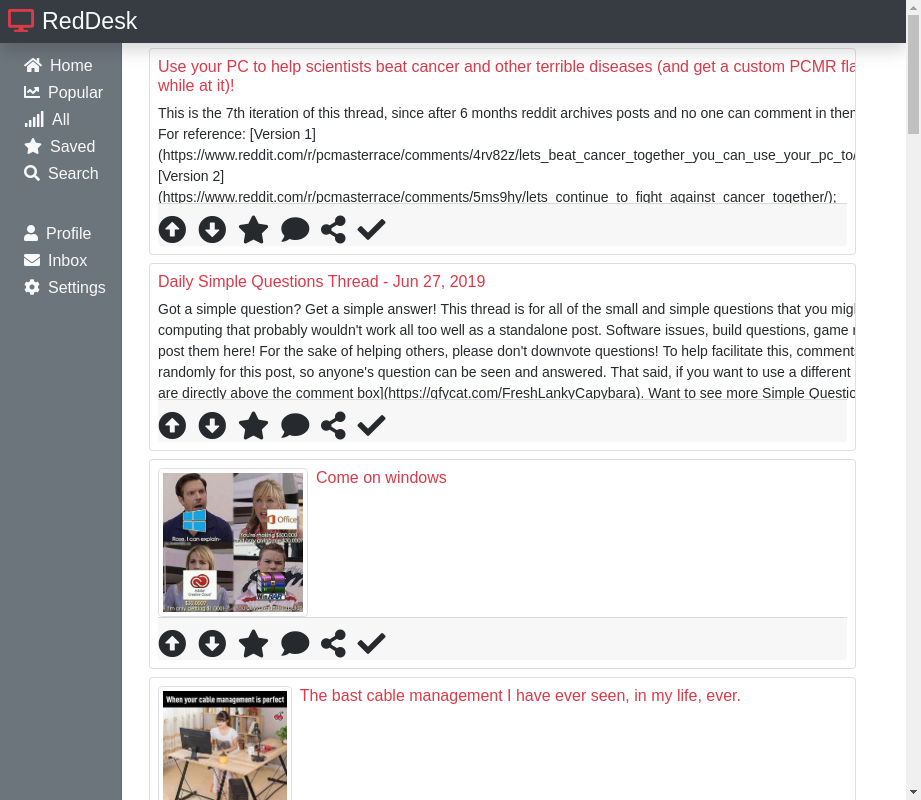 RedDesk
Home
Popular
All
Saved
Search
Profile
Inbox
Settings
Use your PC to help scientists beat cancer and other terrible diseases (and get a custom PCMR fla
while at it)!
This is the 7th iteration of this thread, since after 6 months reddit archives posts and no one can comment in them
For reference: [Version 1]
(https://www.reddit.com/r/pcmasterrace/comments/4rv82z/lets_beat_cancer_together_you_can_use_your_pc_to/
[Version 2]
(https://www.reddit.com/r/pcmasterrace/comments/5ms9hy/lets_continue_to_fight_against_cancer_together/);
Daily Simple Questions Thread - Jun 27, 2019
Got a simple question? Get a simple answer! This thread is for all of the small and simple questions that you mig
computing that probably wouldn't work all too well as a standalone post. Software issues, build questions, game
post them here! For the sake of helping others, please don't downvote questions! To help facilitate this, comment
randomly for this post, so anyone's question can be seen and answered. That said, if you want to use a different
are directly above the comment box](https://gfycat.com/FreshLankyCapybara). Want to see more Simple Questio
Come on windows
Office
Ross, I can explain-
You're making $300,000
Adobe
Creative Cloud
WinRAR
The bast cable management I have ever seen, in my life, ever.
When your cable management is perfect